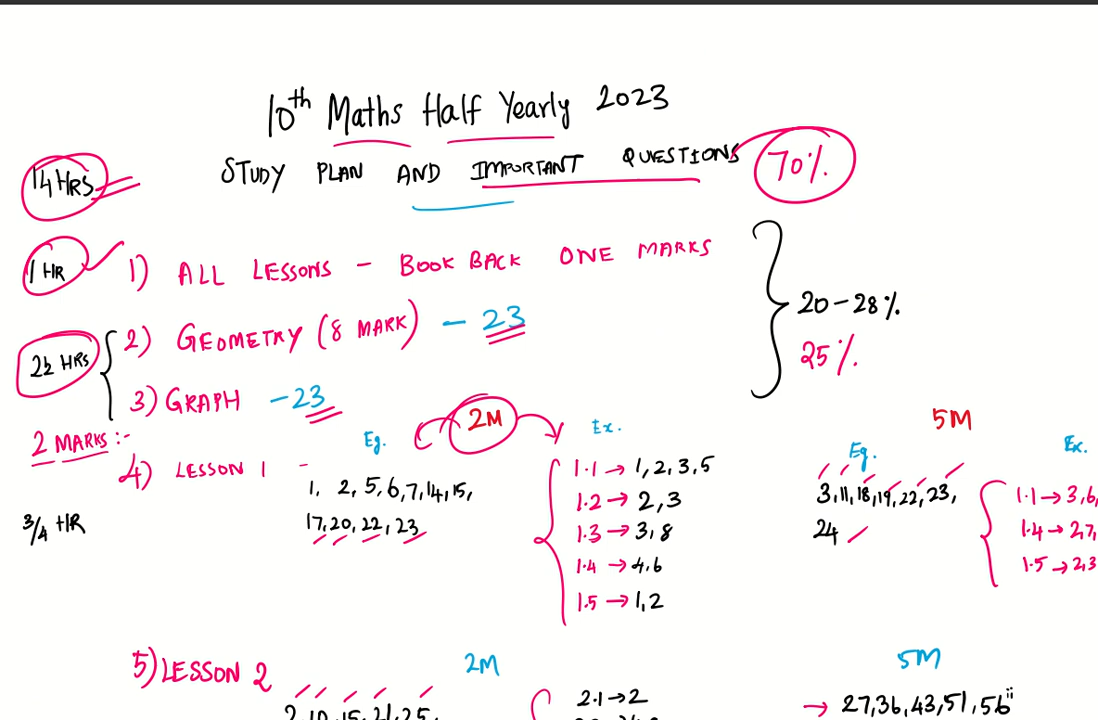 10th Maths Half Yearly 2023
STUDY PLAN AND IMPORTANT QUESTIONS 70%
14 HRS
1 HR 1) ALL LESSONS - BOOK BACK ONE MARKS
20-28%
25%
2) GEOMETRY (8 MARK) - 23
2½ HRS
3) GRAPH - 23
2 MARKS:-
4) LESSON 1 -
3/4 HR
2M
Eg.
1, 2, 5, 6, 7, 14, 15,
17, 20, 22, 23
Ex.
1.1 → 1, 2, 3, 5
1.2 → 2, 3
1.3 → 3, 8
1.4 → 4, 6
1.5 → 1, 2
5M
Eg.
3, 11, 18, 19, 22, 23,
24
Ex.
1.1 → 3, 6,
1.4 → 2,7,
1.5 → 2,3
5) LESSON 2
2M
2, 10, 15, 21, 25,
2.1 → 2
5M
→ 27, 36, 43, 51, 56ii